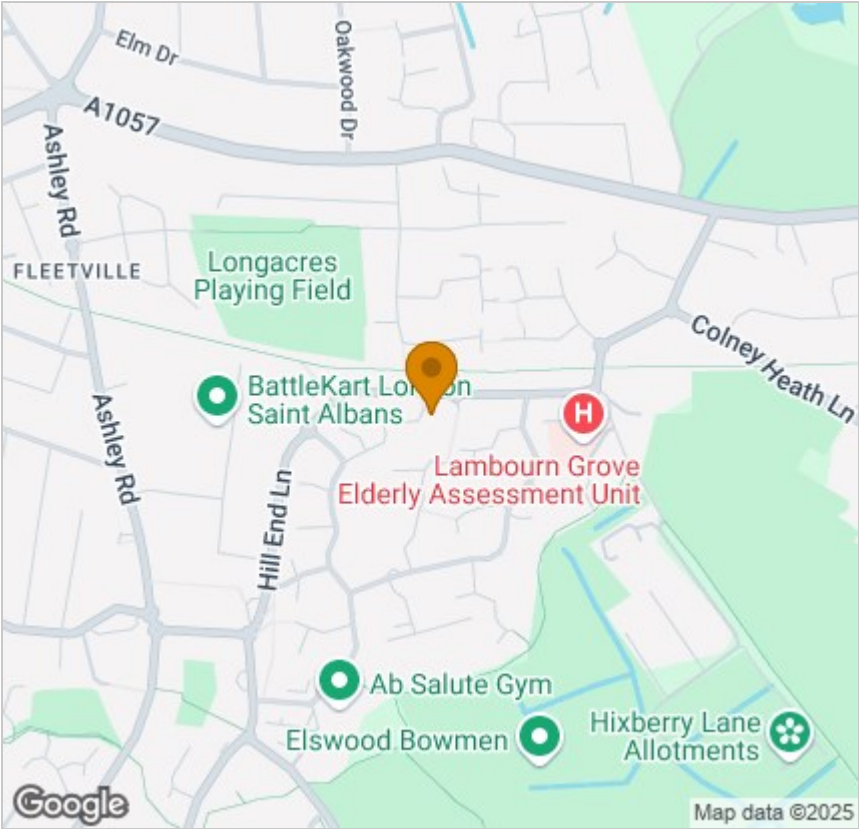 Elm Dr
Oakwood Dr
A1057
Ashley Rd
FLEETVILLE
Longacres
Playing Field
Colney Heath Ln
BattleKart London
Saint Albans
H
Ashley Rd
Lambourn Grove
Elderly Assessment Unit
Hill End Ln
Ab Salute Gym
Elswood Bowmen
Hixberry Lane
Allotments
Google
Map data ©2025